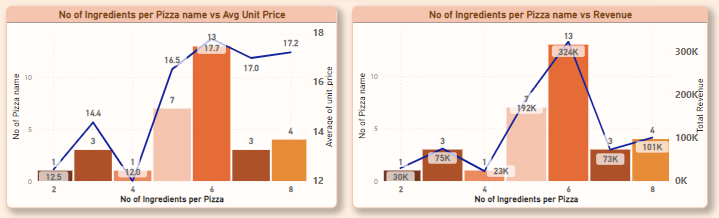 No of Ingredients per Pizza name vs Avg Unit Price
No of Pizza name
10
5
0
1
12.5
14.4
3
1
12.0
16.5
7
13
17.7
17.0
3
17.2
4
18
16
14
12
Average of unit price
2
4
6
8
No of Ingredients per Pizza
No of Ingredients per Pizza name vs Revenue
No of Pizza name
10
5
0
1
30K
3
75K
1
23K
7
192K
13
324K
3
73K
4
101K
300K
200K
100K
0K
Total Revenue
2
4
6
8
No of Ingredients per Pizza